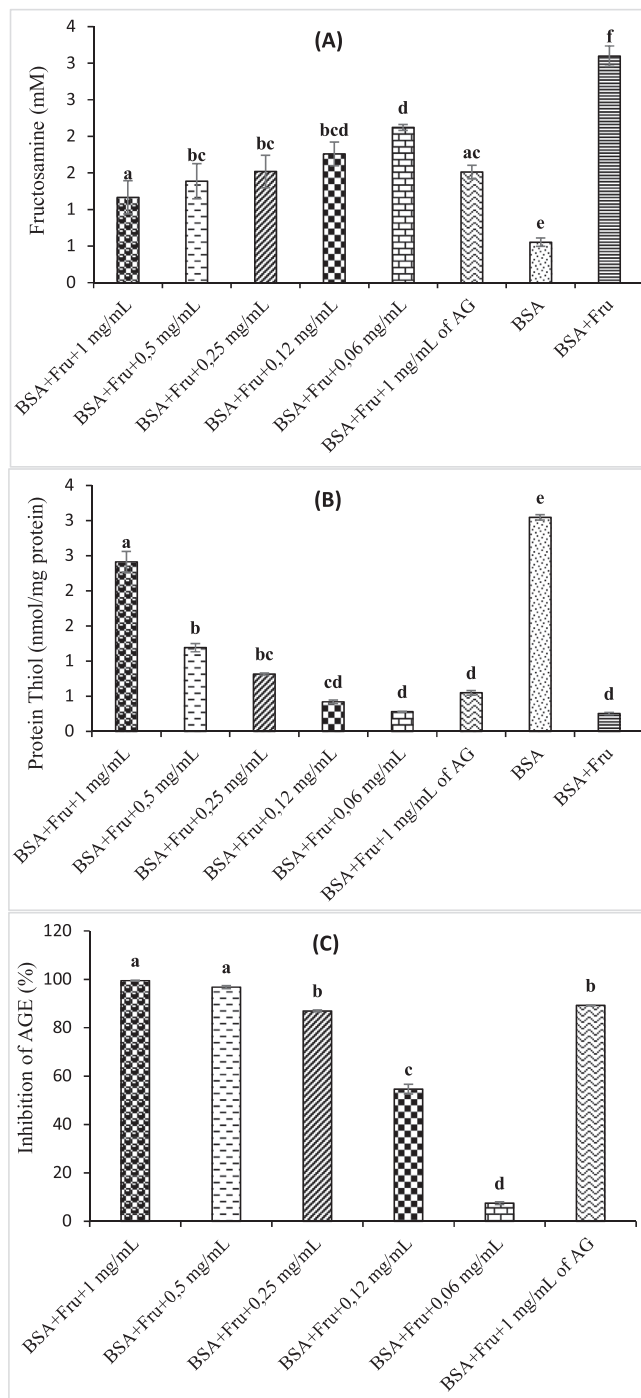 (A)
Fructosamine (mM)
4
3
3
2
2
1
1
0
a
bc
bc
bcd
d
ac
e
f
BSA+Fru+1 mg/mL
BSA+Fru+0,5 mg/mL
BSA+Fru+0,25 mg/mL
BSA+Fru+0,12 mg/mL
BSA+Fru+0,06 mg/mL
BSA+Fru+1 mg/mL of AG
BSA
BSA+Fru
(B)
Protein Thiol (nmol/mg protein)
4
3
3
2
2
1
1
0
a
b
bc
cd
d
d
e
d
BSA+Fru+1 mg/mL
BSA+Fru+0,5 mg/mL
BSA+Fru+0,25 mg/mL
BSA+Fru+0,12 mg/mL
BSA+Fru+0,06 mg/mL
BSA+Fru+1 mg/mL of AG
BSA
BSA+Fru
(C)
Inhibition of AGE (%)
120
100
80
60
40
20
0
a
a
b
c
d
b
BSA+Fru+1 mg/mL
BSA+Fru+0,5 mg/mL
BSA+Fru+0,25 mg/mL
BSA+Fru+0,12 mg/mL
BSA+Fru+0,06 mg/mL
BSA+Fru+1 mg/mL of AG